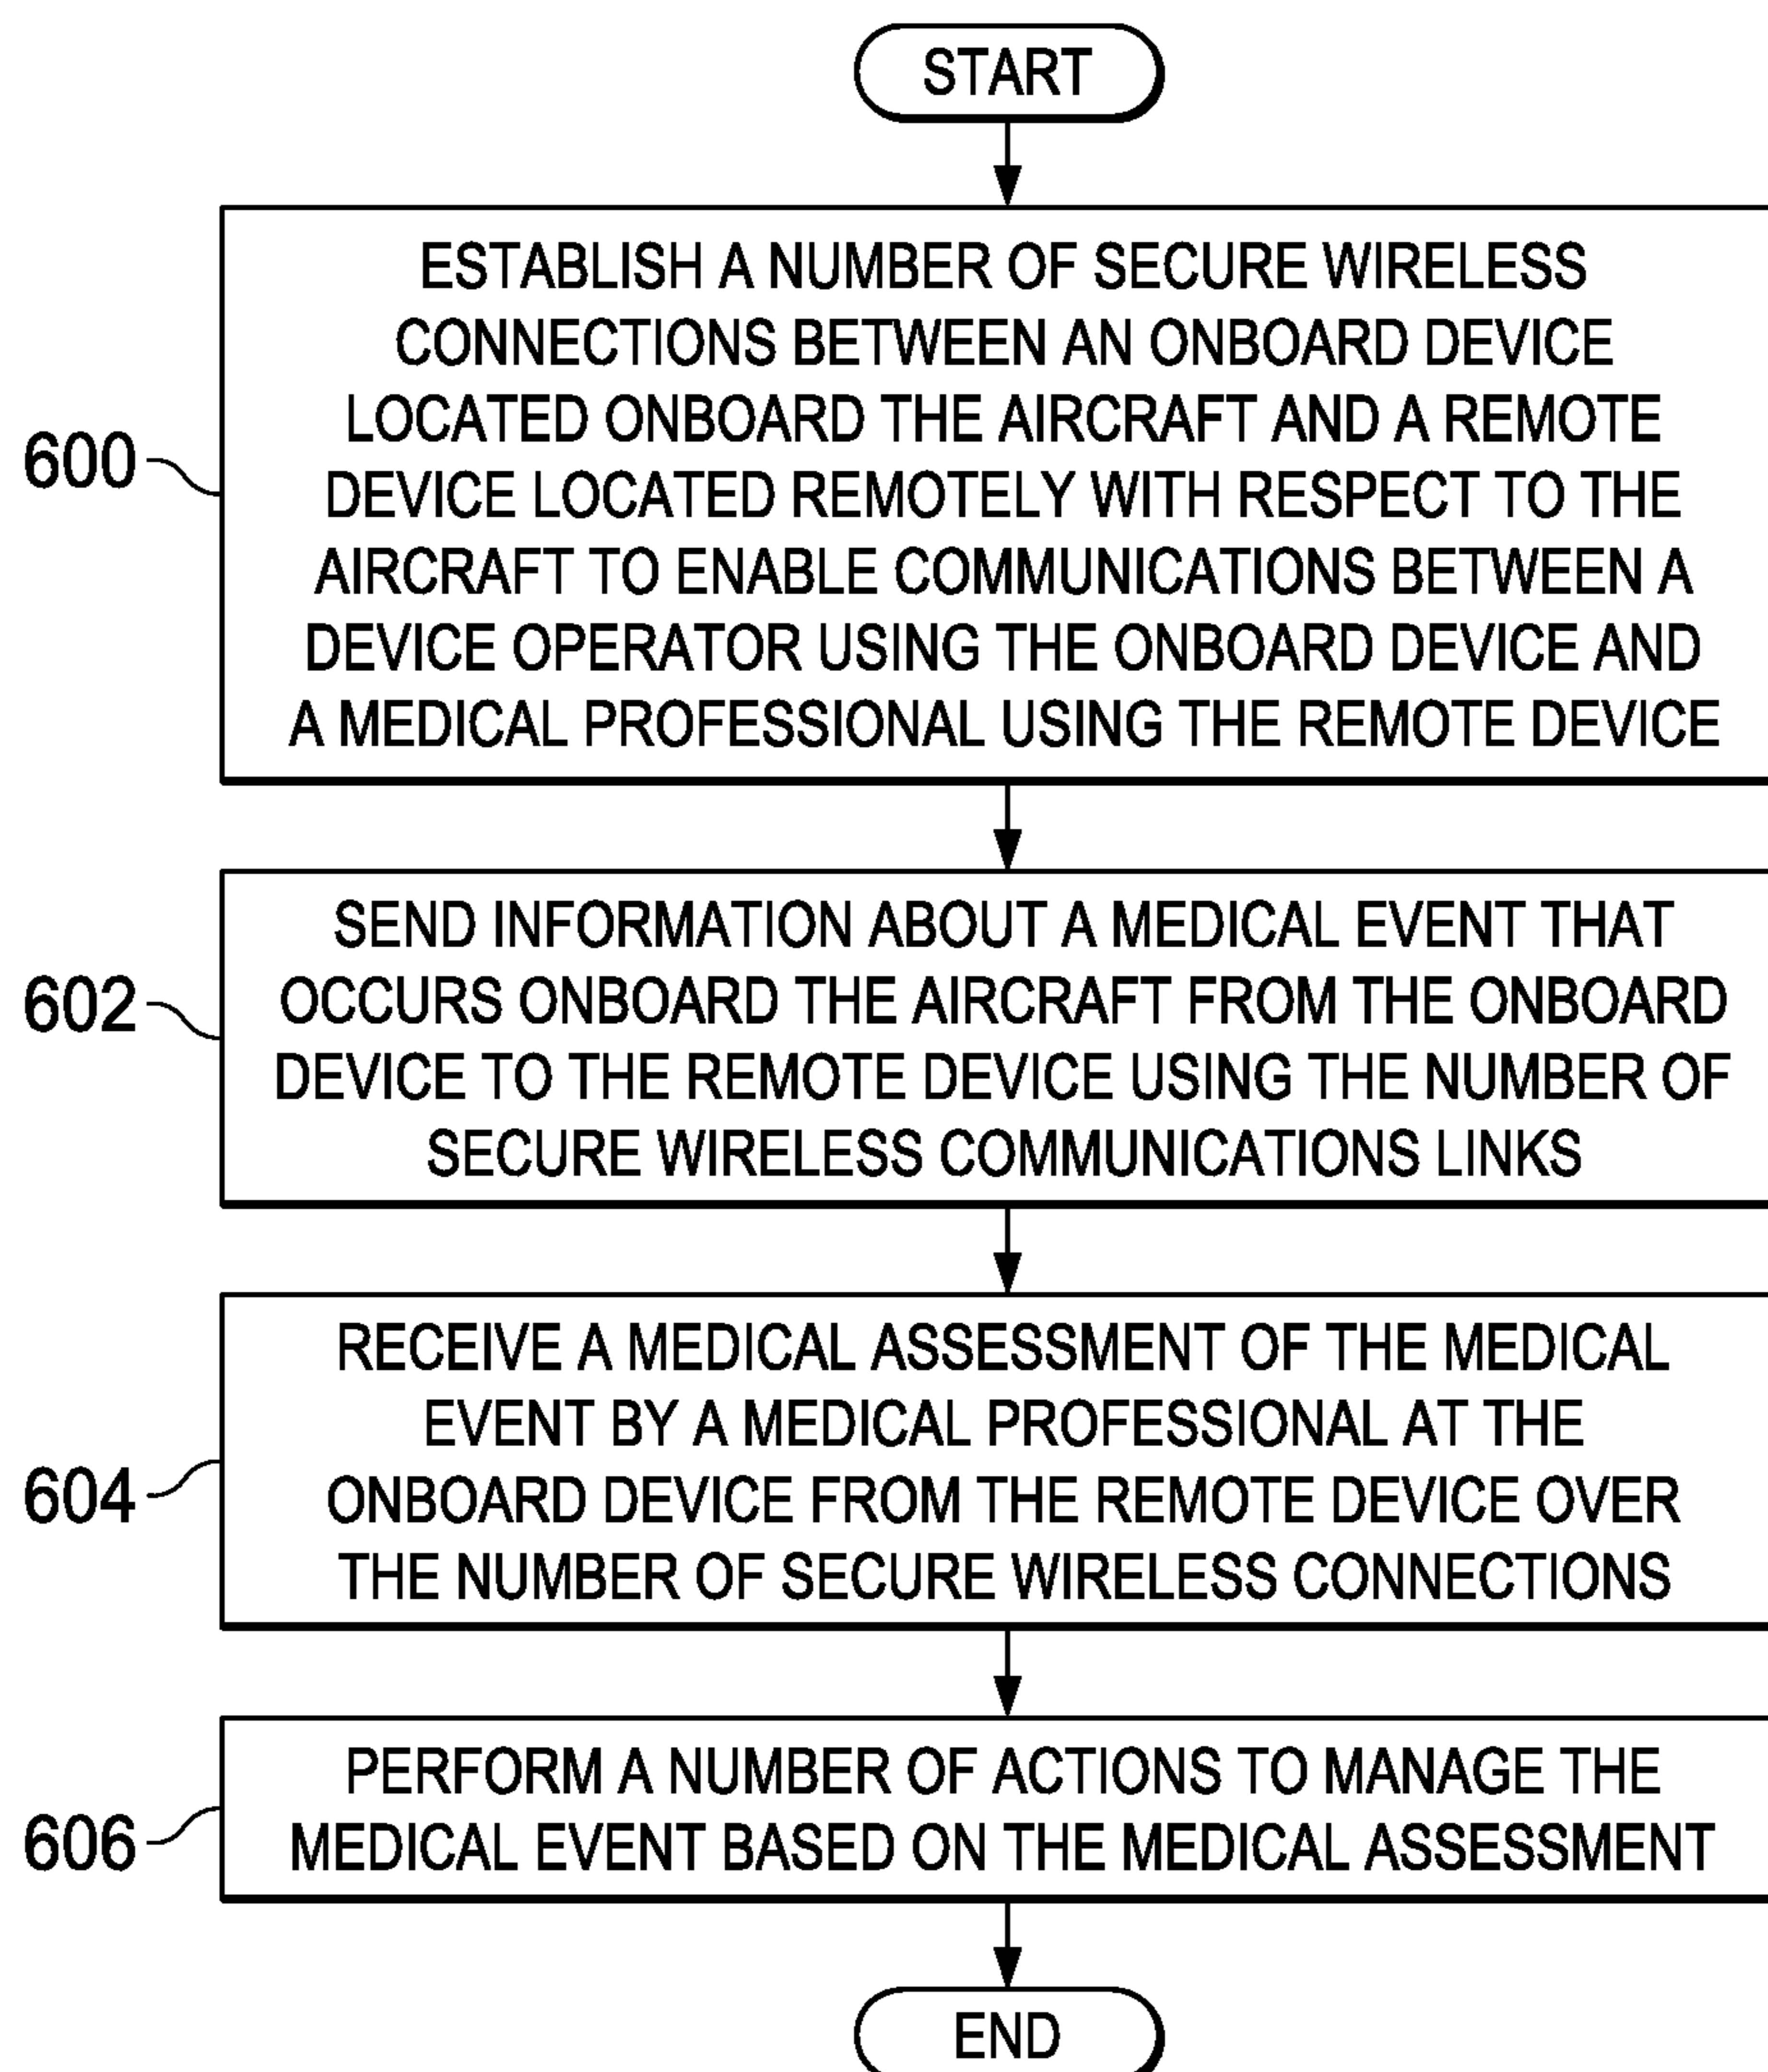 START
600
ESTABLISH A NUMBER OF SECURE WIRELESS
CONNECTIONS BETWEEN AN ONBOARD DEVICE
LOCATED ONBOARD THE AIRCRAFT AND A REMOTE
DEVICE LOCATED REMOTELY WITH RESPECT TO THE
AIRCRAFT TO ENABLE COMMUNICATIONS BETWEEN A
DEVICE OPERATOR USING THE ONBOARD DEVICE AND
A MEDICAL PROFESSIONAL USING THE REMOTE DEVICE
602
SEND INFORMATION ABOUT A MEDICAL EVENT THAT
OCCURS ONBOARD THE AIRCRAFT FROM THE ONBOARD
DEVICE TO THE REMOTE DEVICE USING THE NUMBER OF
SECURE WIRELESS COMMUNICATIONS LINKS
604
RECEIVE A MEDICAL ASSESSMENT OF THE MEDICAL
EVENT BY A MEDICAL PROFESSIONAL AT THE
ONBOARD DEVICE FROM THE REMOTE DEVICE OVER
THE NUMBER OF SECURE WIRELESS CONNECTIONS
606
PERFORM A NUMBER OF ACTIONS TO MANAGE THE
MEDICAL EVENT BASED ON THE MEDICAL ASSESSMENT
END